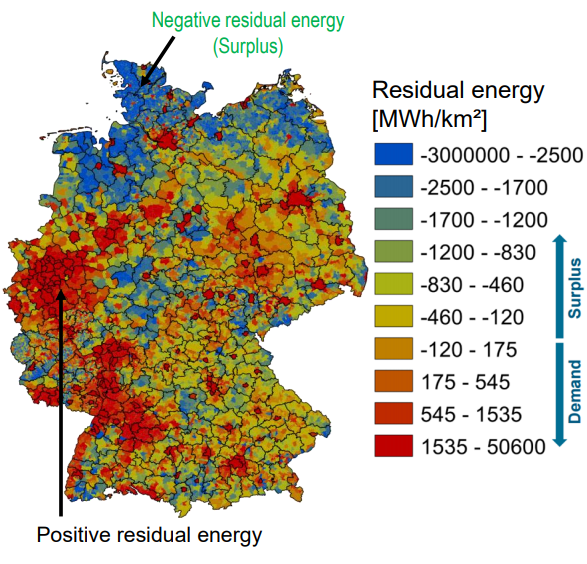 Negative residual energy
(Surplus)
Residual energy
[MWh/km²]
-3000000 - -2500
-2500 - -1700
-1700 - -1200
-1200 - -830
-830 - -460
-460 - -120
-120 - 175
175 - 545
545 - 1535
1535 - 50600
Surplus
Demand
Positive residual energy